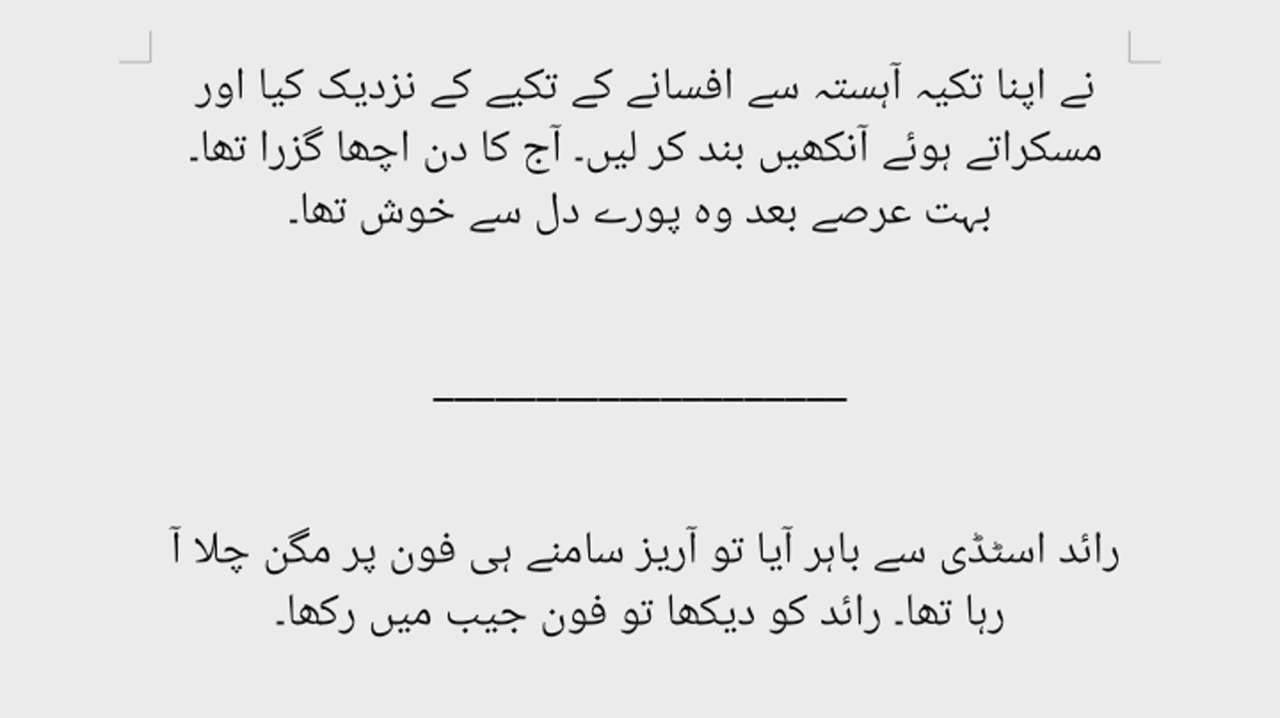 نے اپنا تکیہ آہستہ سے افسانے کے تکیے کے نزدیک کیا اور
مسکراتے ہوئے آنکھیں بند کر لیں۔ آج کا دن اچھا گزرا تھا۔
بہت عرصے بعد وہ پورے دل سے خوش تھا۔
____________________
رائد اسٹڈی سے باہر آیا تو آریز سامنے ہی فون پر مگن چلا آ
رہا تھا۔ رائد کو دیکھا تو فون جیب میں رکھا۔